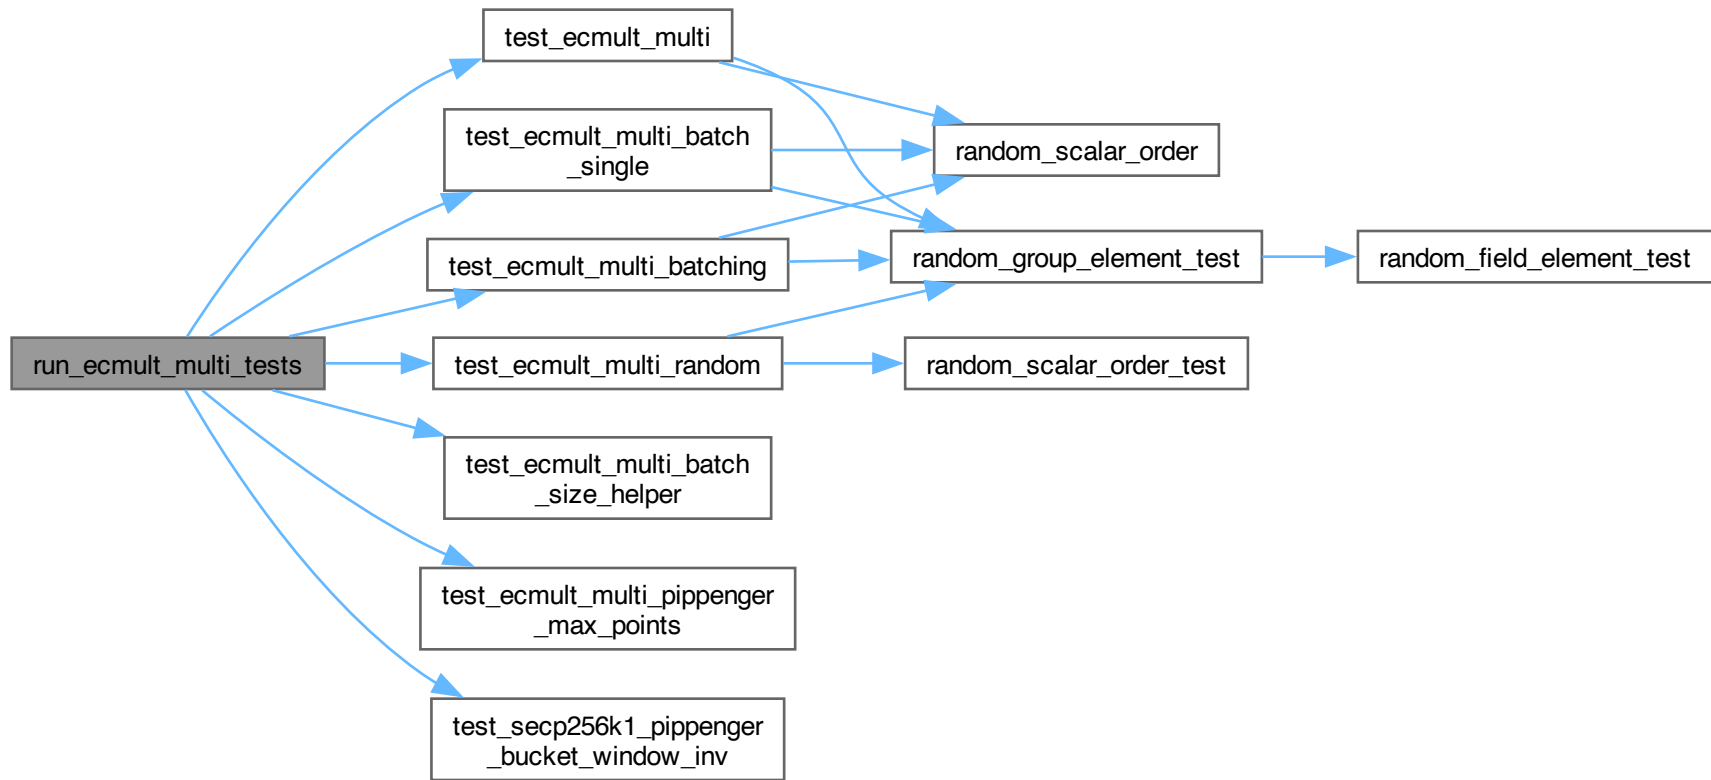 run_ecmult_multi_tests
test_ecmult_multi
test_ecmult_multi_batch
_single
test_ecmult_multi_batching
test_ecmult_multi_random
test_ecmult_multi_batch
_size_helper
test_ecmult_multi_pippenger
_max_points
test_secp256k1_pippenger
_bucket_window_inv
random_scalar_order
random_group_element_test
random_scalar_order_test
random_field_element_test